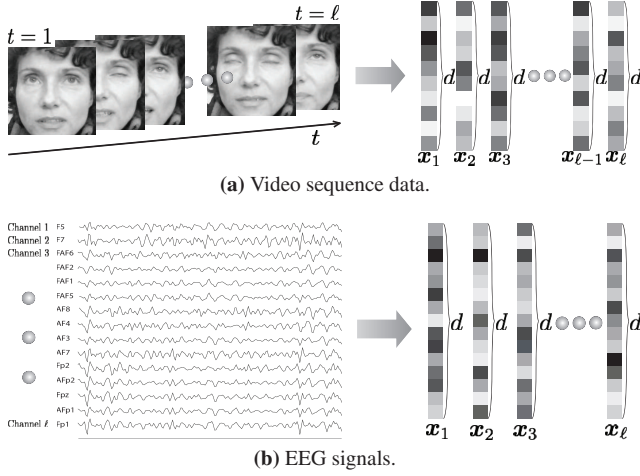 t = 1
t = ℓ
t
d d d d d
x1 x2 x3 xℓ−1 xℓ
(a) Video sequence data.
Channel 1 F5
Channel 2 F7
Channel 3 FAF6
FAF2
FAF1
FAF5
AF8
AF4
AF3
AF7
Fp2
AFp2
Fpz
AFp1
Channel ℓ Fp1
d d d d
x1 x2 x3 xℓ
(b) EEG signals.